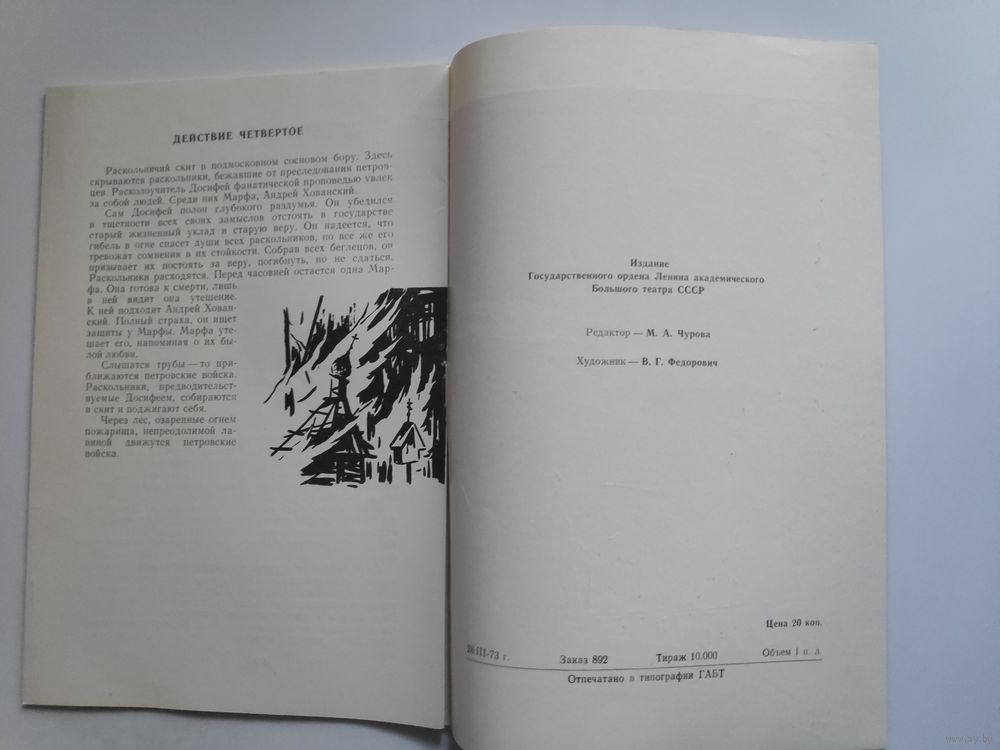 ДЕЙСТВИЕ ЧЕТВЕРТОЕ
Раскольничий скит в подмосковном сосновом бору. Здесь
скрываются раскольники, бежавшие от преследования петров-
цев. Расколоучитель Досифей фанатической проповедью увлек
за собой людей. Среди них Марфа, Андрей Хованский.
Сам Досифей полон глубокого раздумья. Он убедился
в тщетности всех своих замыслов отстоять в государстве
старый жизненный уклад и старую веру. Он надеется, что
гибель в огне спасет души всех раскольников, но все же его
тревожат сомнения в их стойкости. Собрав всех беглецов, он
призывает их постоять за веру, погибнуть, но не сдаться.
Раскольники расходятся. Перед часовней остается одна Мар-
фа. Она готова к смерти, лишь
в ней видит она утешение.
К ней подходит Андрей Хован-
ский. Полный страха, он ищет
защиты у Марфы. Марфа уте-
шает его, напоминая о их бы-
лой любви.
Слышатся трубы — то при-
ближаются петровские войска.
Раскольники, предводительст-
вуемые Досифеем, собираются
в скит и поджигают себя.
Через лес, озаренные огнем
пожарища, непреодолимой ла-
виной движутся петровские
войска.
Издание
Государственного ордена Ленина академического
Большого театра СССР
Редактор — М. А. Чурова
Художник — В. Г. Федорович
Цена 20 коп.
28/III-73 г. Заказ 892 Тираж 10.000 Объем 1 п. л.
Отпечатано в типографии ГАБТ
www.ay.by